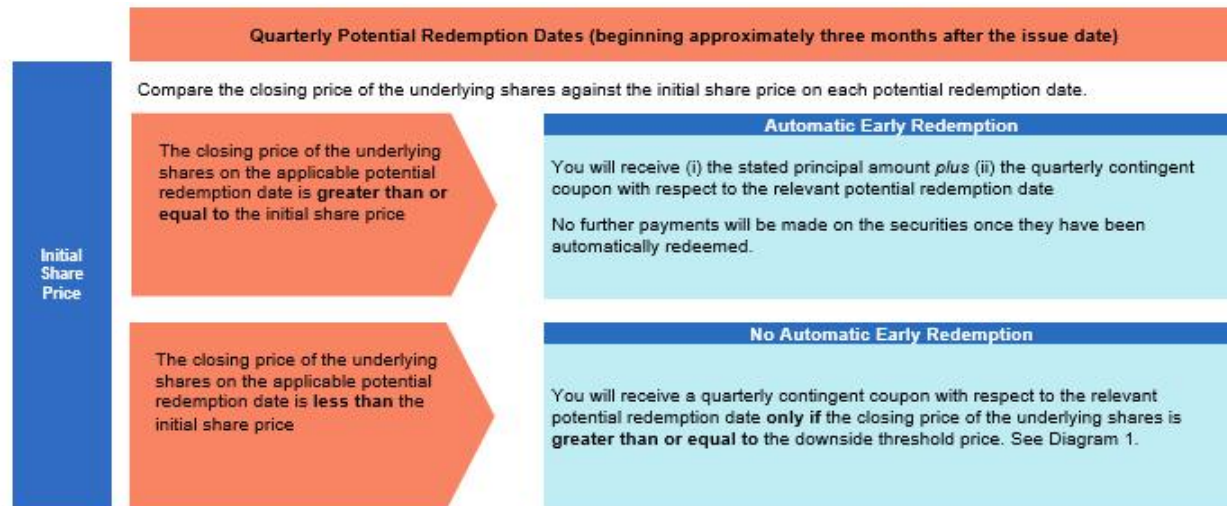 Quarterly Potential Redemption Dates (beginning approximately three months after the issue date)
Compare the closing price of the underlying shares against the initial share price on each potential redemption date.
Initial
Share
Price
The closing price of the underlying
shares on the applicable potential
redemption date is greater than or
equal to the initial share price
Automatic Early Redemption
You will receive (i) the stated principal amount plus (ii) the quarterly contingent
coupon with respect to the relevant potential redemption date
No further payments will be made on the securities once they have been
automatically redeemed.
The closing price of the underlying
shares on the applicable potential
redemption date is less than the
initial share price
No Automatic Early Redemption
You will receive a quarterly contingent coupon with respect to the relevant
potential redemption date only if the closing price of the underlying shares is
greater than or equal to the downside threshold price. See Diagram 1.